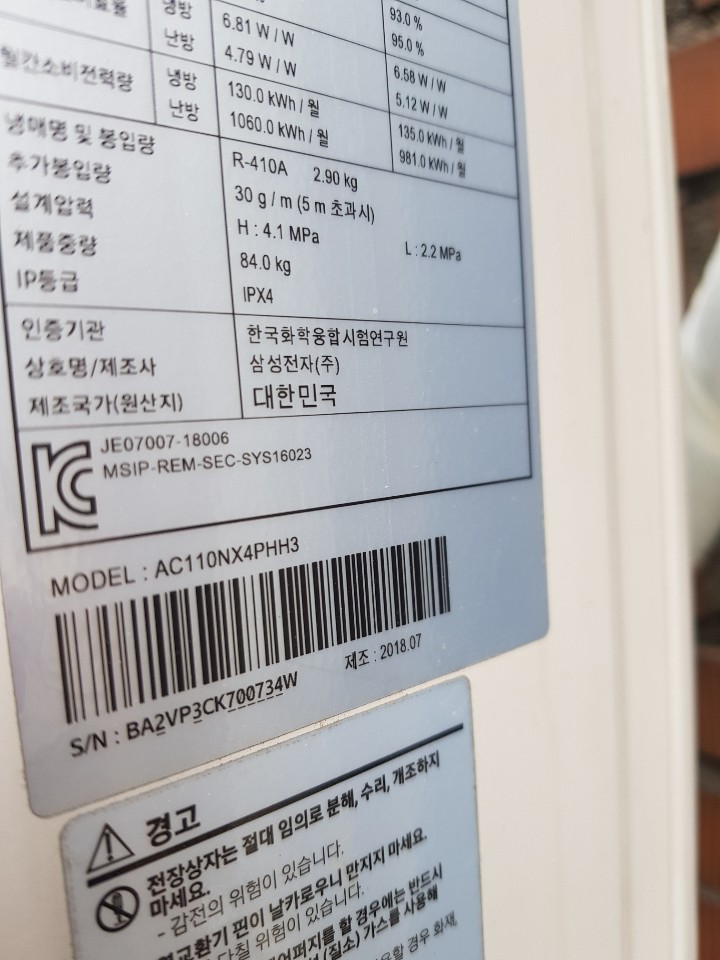 냉방 6.81 W / W 93.0 %
난방 4.79 W / W 95.0 %
6.58 W / W
월간소비전력량 냉방 130.0 kWh / 월 5.12 W / W
난방 1060.0 kWh / 월 135.0 kWh / 월
981.0 kWh / 월
냉매명 및 봉입량 R-410A 2.90 kg
추가봉입량 30 g / m (5 m 초과시)
설계압력 H : 4.1 MPa L : 2.2 MPa
제품중량 84.0 kg
IP등급 IPX4
인증기관 한국화학융합시험연구원
상호명/제조사 삼성전자(주)
제조국가(원산지) 대한민국
JE07007-18006
MSIP-REM-SEC-SYS16023
MODEL : AC110NX4PHH3
제조 : 2018.07
S/N : BA2VP3CK700734W
경고
전장상자는 절대 임의로 분해, 수리, 개조하지
마세요.
- 감전의 위험이 있습니다.
열교환기 핀이 날카로우니 만지지 마세요.
위험이 있습니다.
할 경우에는 반드시
(질소) 가스를 사용해
경우 화재,